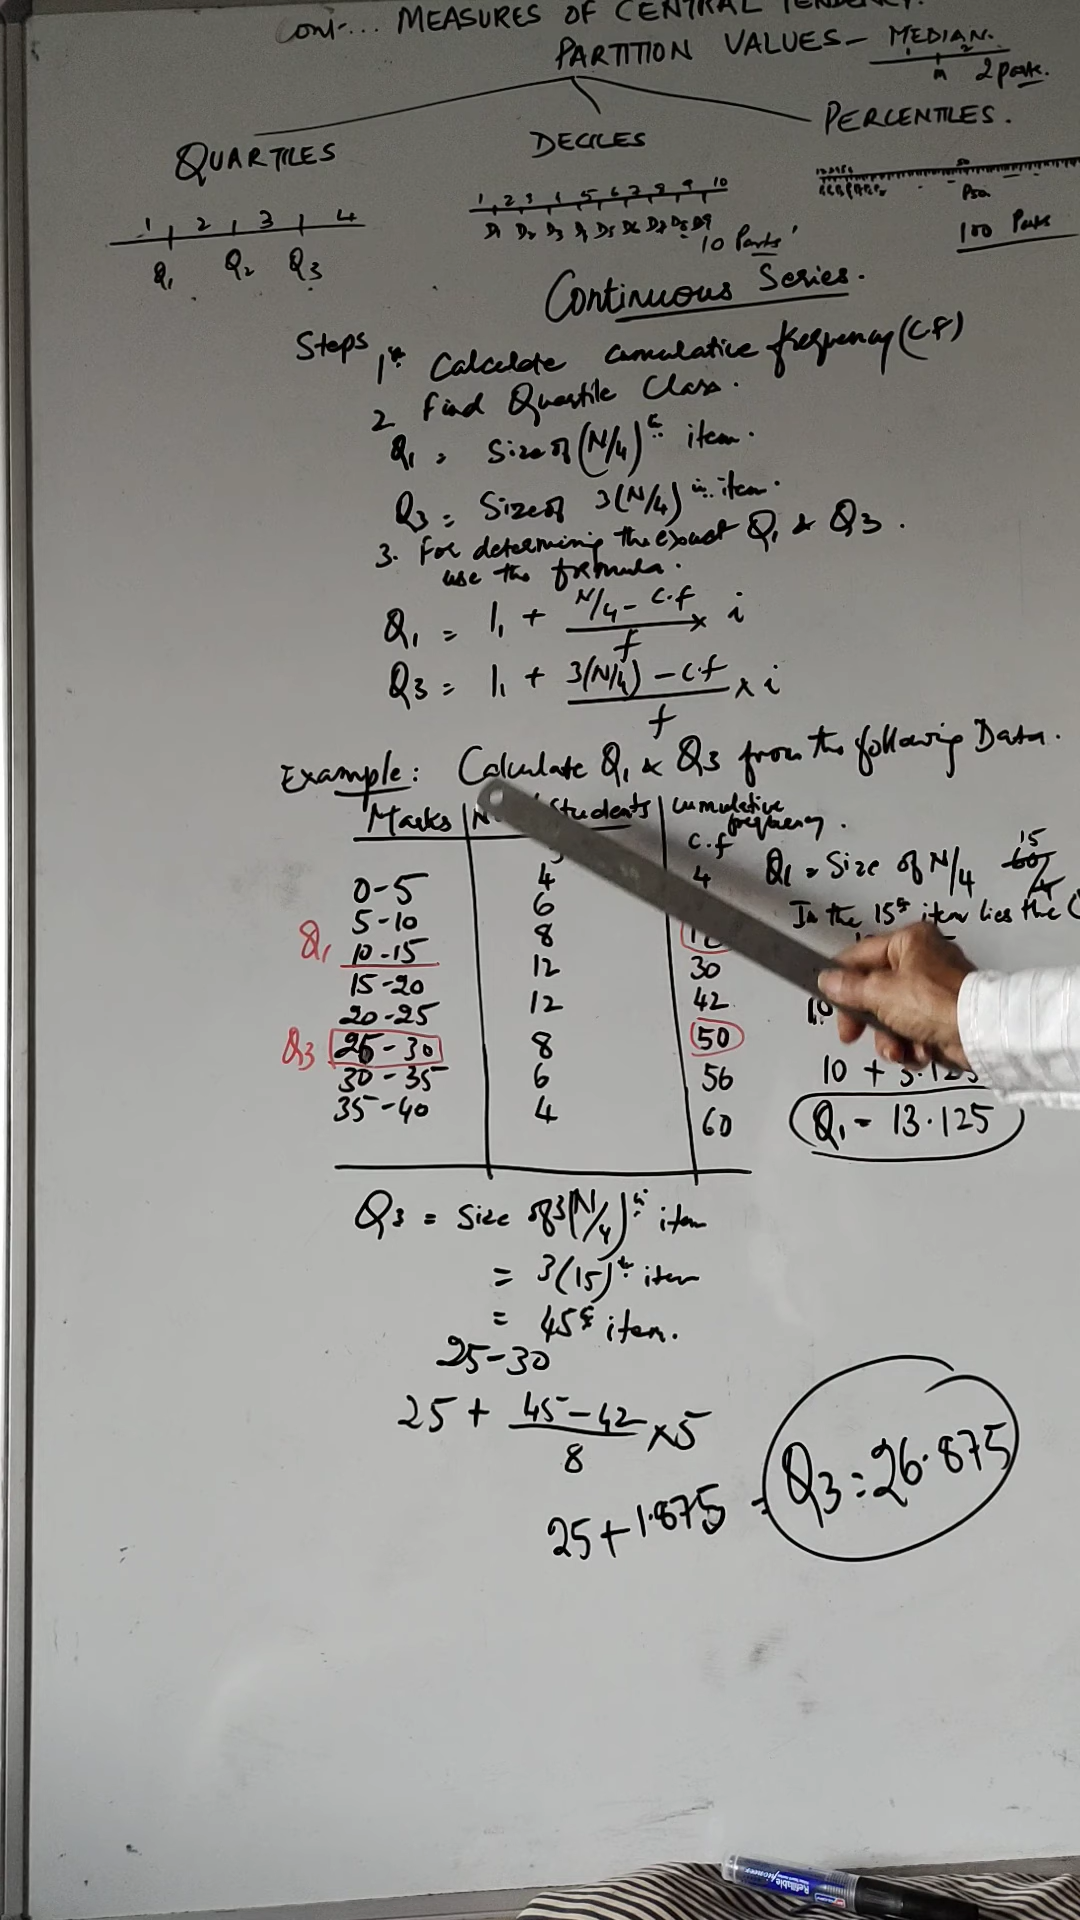 cont... MEASURES OF CENTRAL TENDENCY.
PARTITION VALUES - MEDIAN.
1 2
m 2 parts.
QUARTILES
DECILES
PERCENTILES.
1 2 3 4
Q1 Q2 Q3
1 2 3 4 5 6 7 8 9 10
D1 D2 D3 D4 D5 D6 D7 D8 D9
10 Parts
50
P50
100 Parts
Continuous Series.
Steps
1st Calculate cumulative frequency (C.F)
2 Find Quartile Class.
Q1 = Size of (N/4)th item.
Q3 = Size of 3(N/4)th item.
3. For determining the exact Q1 & Q3.
use the formula.
Q1 = l1 + N/4 - c.f / f × i
Q3 = l1 + 3(N/4) - c.f / f × i
Example: Calculate Q1 & Q3 from the following Data.
Marks Students cumulative frequency.
c.f
0-5 4 4
5-10 6
Q1 10-15 8
15-20 12 30
20-25 12 42
Q3 25-30 8 50
30-35 6 56
35-40 4 60
Q1 = Size of N/4 60/4 15
In the 15th item lies the
10
10 + 3.125
Q1 = 13.125
Q3 = Size of 3(N/4)th item
= 3(15)th item
= 45th item.
25-30
25 + 45-42 / 8 × 5
25+1.875 = Q3 = 26.875
Refillable